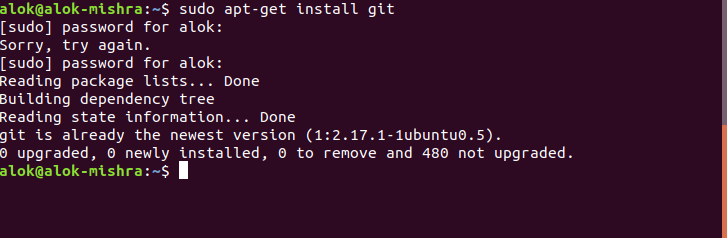 alok@alok-mishra:~$ sudo apt-get install git
[sudo] password for alok:
Sorry, try again.
[sudo] password for alok:
Reading package lists... Done
Building dependency tree
Reading state information... Done
git is already the newest version (1:2.17.1-1ubuntu0.5).
0 upgraded, 0 newly installed, 0 to remove and 480 not upgraded.
alok@alok-mishra:~$